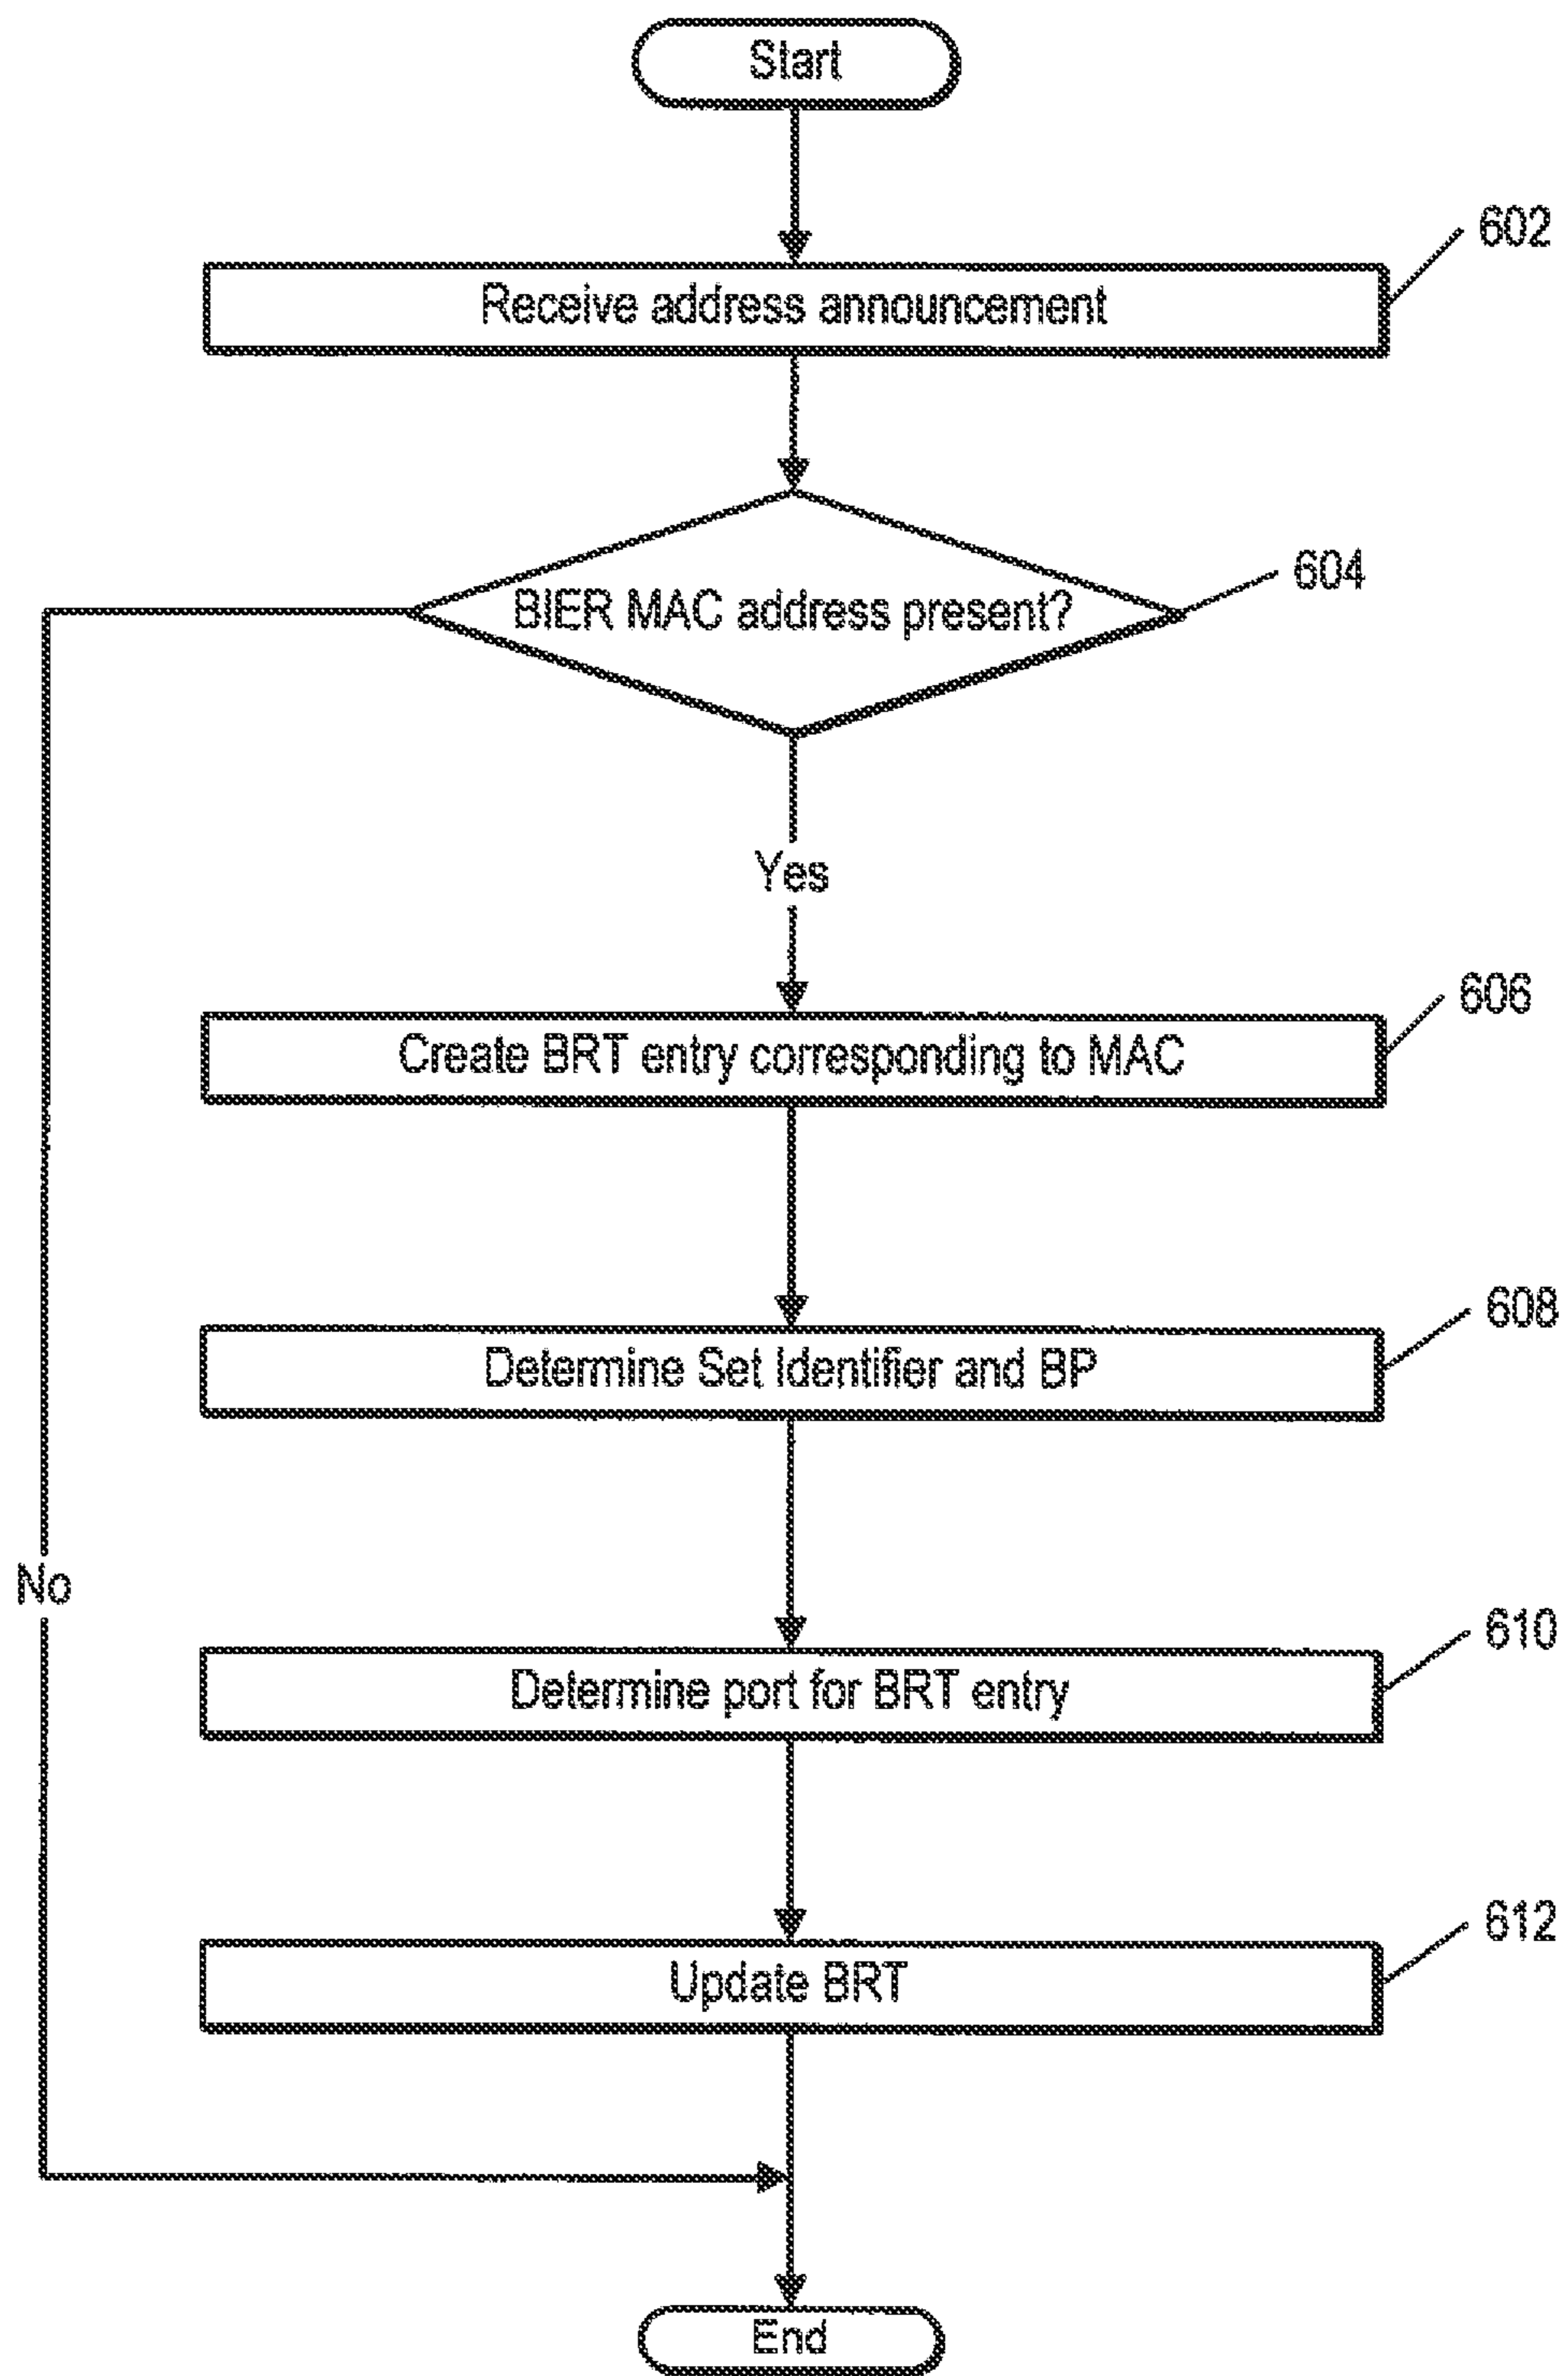 Start
602
Receive address announcement
604
BIER MAC address present?
Yes
606
Create BRT entry corresponding to MAC
608
Determine Set Identifier and BP
No
610
Determine port for BRT entry
612
Update BRT
End